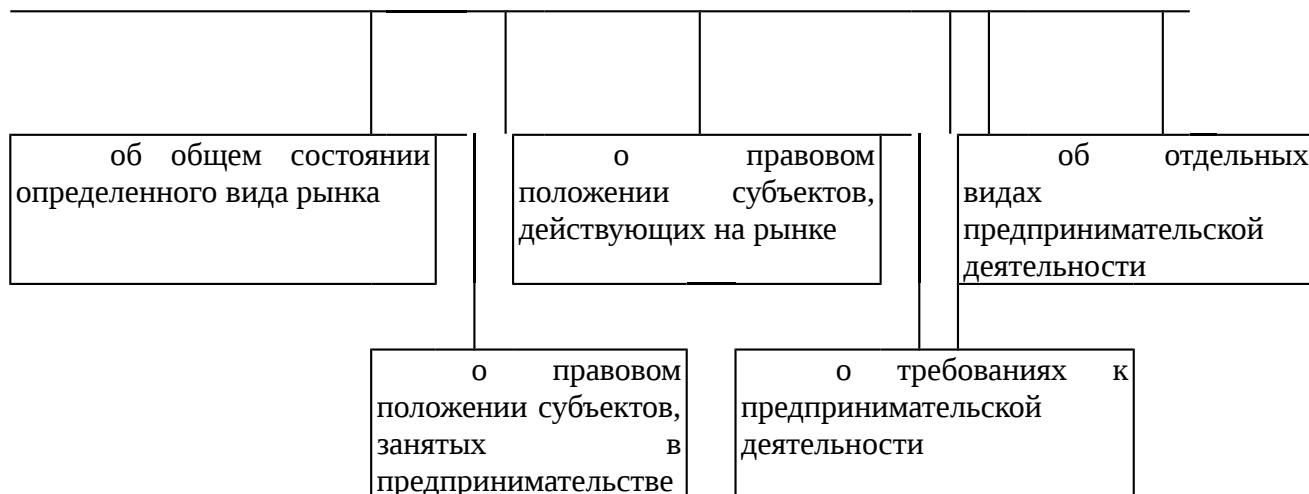 об общем состоянии
определенного вида рынка
о правовом
положении субъектов,
действующих на рынке
об отдельных
видах
предпринимательской
деятельности
о правовом
положении субъектов,
занятых в
предпринимательстве
о требованиях к
предпринимательской
деятельности